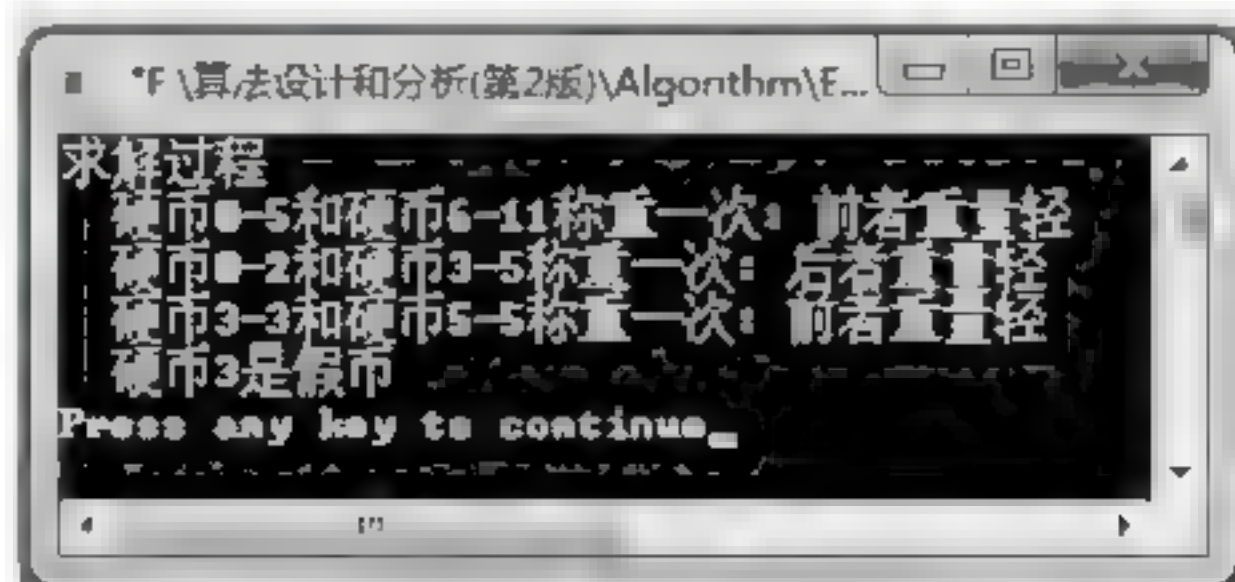 F \算法设计和分析(第2版)\Algorithm\E...
求解过程
硬币0-5和硬币6-11称重一次: 前者重量轻
硬币0-2和硬币3-5称重一次: 后者重量轻
硬币3-3和硬币5-5称重一次: 前者重量轻
硬币3是假币
Press any key to continue_